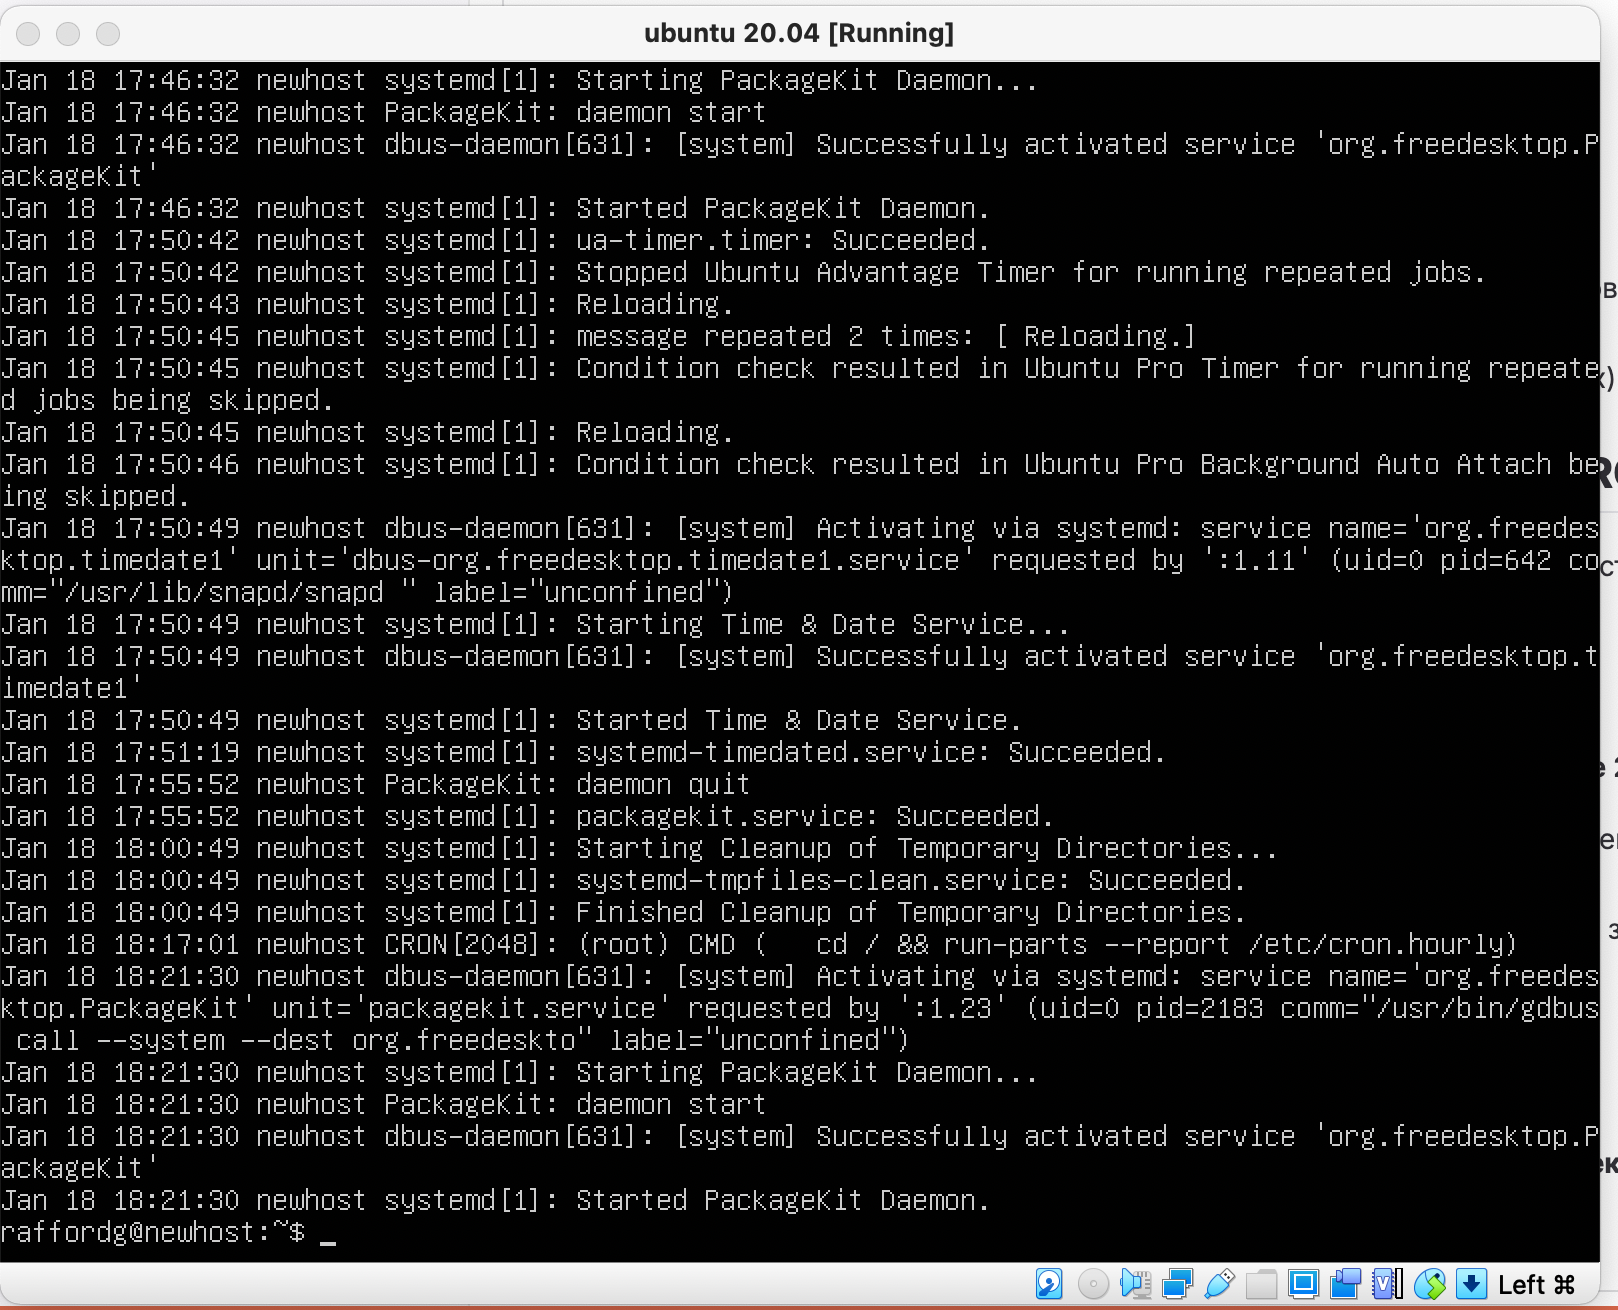 ubuntu 20.04 [Running]
Jan 18 17:46:32 newhost systemd[1]: Starting PackageKit Daemon...
Jan 18 17:46:32 newhost PackageKit: daemon start
Jan 18 17:46:32 newhost dbus-daemon[631]: [system] Successfully activated service 'org.freedesktop.P
ackageKit'
Jan 18 17:46:32 newhost systemd[1]: Started PackageKit Daemon.
Jan 18 17:50:42 newhost systemd[1]: ua-timer.timer: Succeeded.
Jan 18 17:50:42 newhost systemd[1]: Stopped Ubuntu Advantage Timer for running repeated jobs.
Jan 18 17:50:43 newhost systemd[1]: Reloading.
Jan 18 17:50:45 newhost systemd[1]: message repeated 2 times: [ Reloading.]
Jan 18 17:50:45 newhost systemd[1]: Condition check resulted in Ubuntu Pro Timer for running repeate
d jobs being skipped.
Jan 18 17:50:45 newhost systemd[1]: Reloading.
Jan 18 17:50:46 newhost systemd[1]: Condition check resulted in Ubuntu Pro Background Auto Attach be
ing skipped.
Jan 18 17:50:49 newhost dbus-daemon[631]: [system] Activating via systemd: service name='org.freedes
ktop.timedate1' unit='dbus-org.freedesktop.timedate1.service' requested by ':1.11' (uid=0 pid=642 co
mm="/usr/lib/snapd/snapd " label="unconfined")
Jan 18 17:50:49 newhost systemd[1]: Starting Time & Date Service...
Jan 18 17:50:49 newhost dbus-daemon[631]: [system] Successfully activated service 'org.freedesktop.t
imedate1'
Jan 18 17:50:49 newhost systemd[1]: Started Time & Date Service.
Jan 18 17:51:19 newhost systemd[1]: systemd-timedated.service: Succeeded.
Jan 18 17:55:52 newhost PackageKit: daemon quit
Jan 18 17:55:52 newhost systemd[1]: packagekit.service: Succeeded.
Jan 18 18:00:49 newhost systemd[1]: Starting Cleanup of Temporary Directories...
Jan 18 18:00:49 newhost systemd[1]: systemd-tmpfiles-clean.service: Succeeded.
Jan 18 18:00:49 newhost systemd[1]: Finished Cleanup of Temporary Directories.
Jan 18 18:17:01 newhost CRON[2048]: (root) CMD (   cd / && run-parts --report /etc/cron.hourly)
Jan 18 18:21:30 newhost dbus-daemon[631]: [system] Activating via systemd: service name='org.freedes
ktop.PackageKit' unit='packagekit.service' requested by ':1.23' (uid=0 pid=2183 comm="/usr/bin/gdbus
 call --system --dest org.freedeskto" label="unconfined")
Jan 18 18:21:30 newhost systemd[1]: Starting PackageKit Daemon...
Jan 18 18:21:30 newhost PackageKit: daemon start
Jan 18 18:21:30 newhost dbus-daemon[631]: [system] Successfully activated service 'org.freedesktop.P
ackageKit'
Jan 18 18:21:30 newhost systemd[1]: Started PackageKit Daemon.
raffordg@newhost:~$ _
Left ⌘